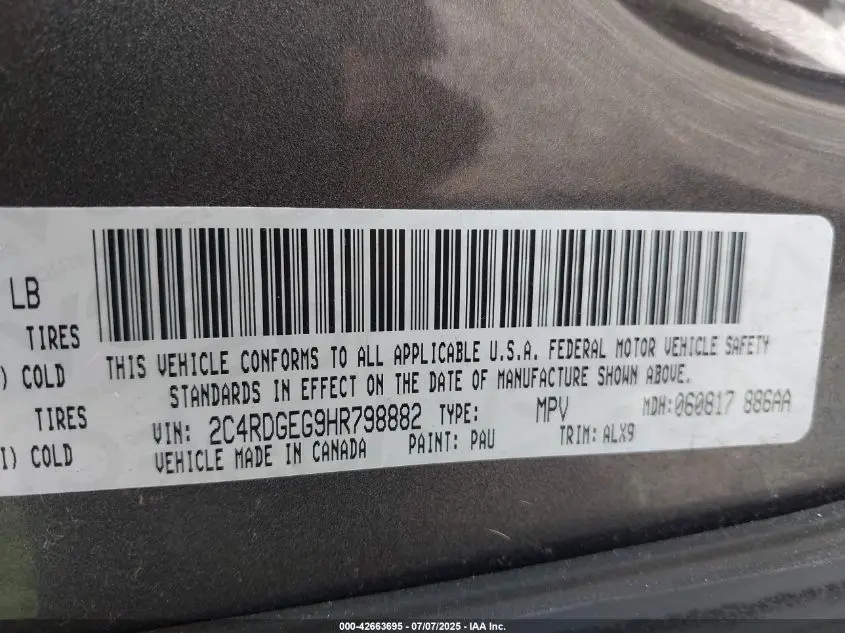 LB
TIRES
) COLD
THIS VEHICLE CONFORMS TO ALL APPLICABLE U.S.A. FEDERAL MOTOR VEHICLE SAFETY
STANDARDS IN EFFECT ON THE DATE OF MANUFACTURE SHOWN ABOVE.
TIRES
I) COLD
VIN: 2C4RDGEG9HR798882 TYPE: MPV MDH:060817 886AA
VEHICLE MADE IN CANADA PAINT: PAU TRIM: ALX9
000-42663695 - 07/07/2025 - IAA Inc.